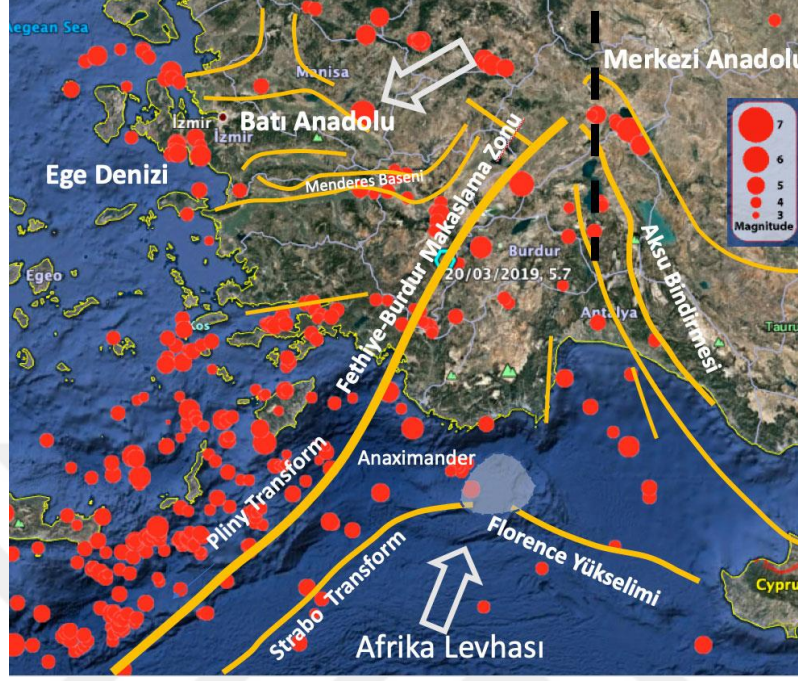 Aegean Sea
Merkezi Anadolu
Manisa
7
6
5
4
3
Magnitude
İzmir
İzmir
Batı Anadolu
Ege Denizi
Menderes Baseni
Fethiye-Burdur Makaslama Zonu
Burdur
20/03/2019, 5.7
Aksu Bindirmesi
Egeo
Kos
Antalya
Tauru
Anaximander
Pliny Transform
Florence Yükselimi
Strabo Transform
Cypru
Afrika Levhası